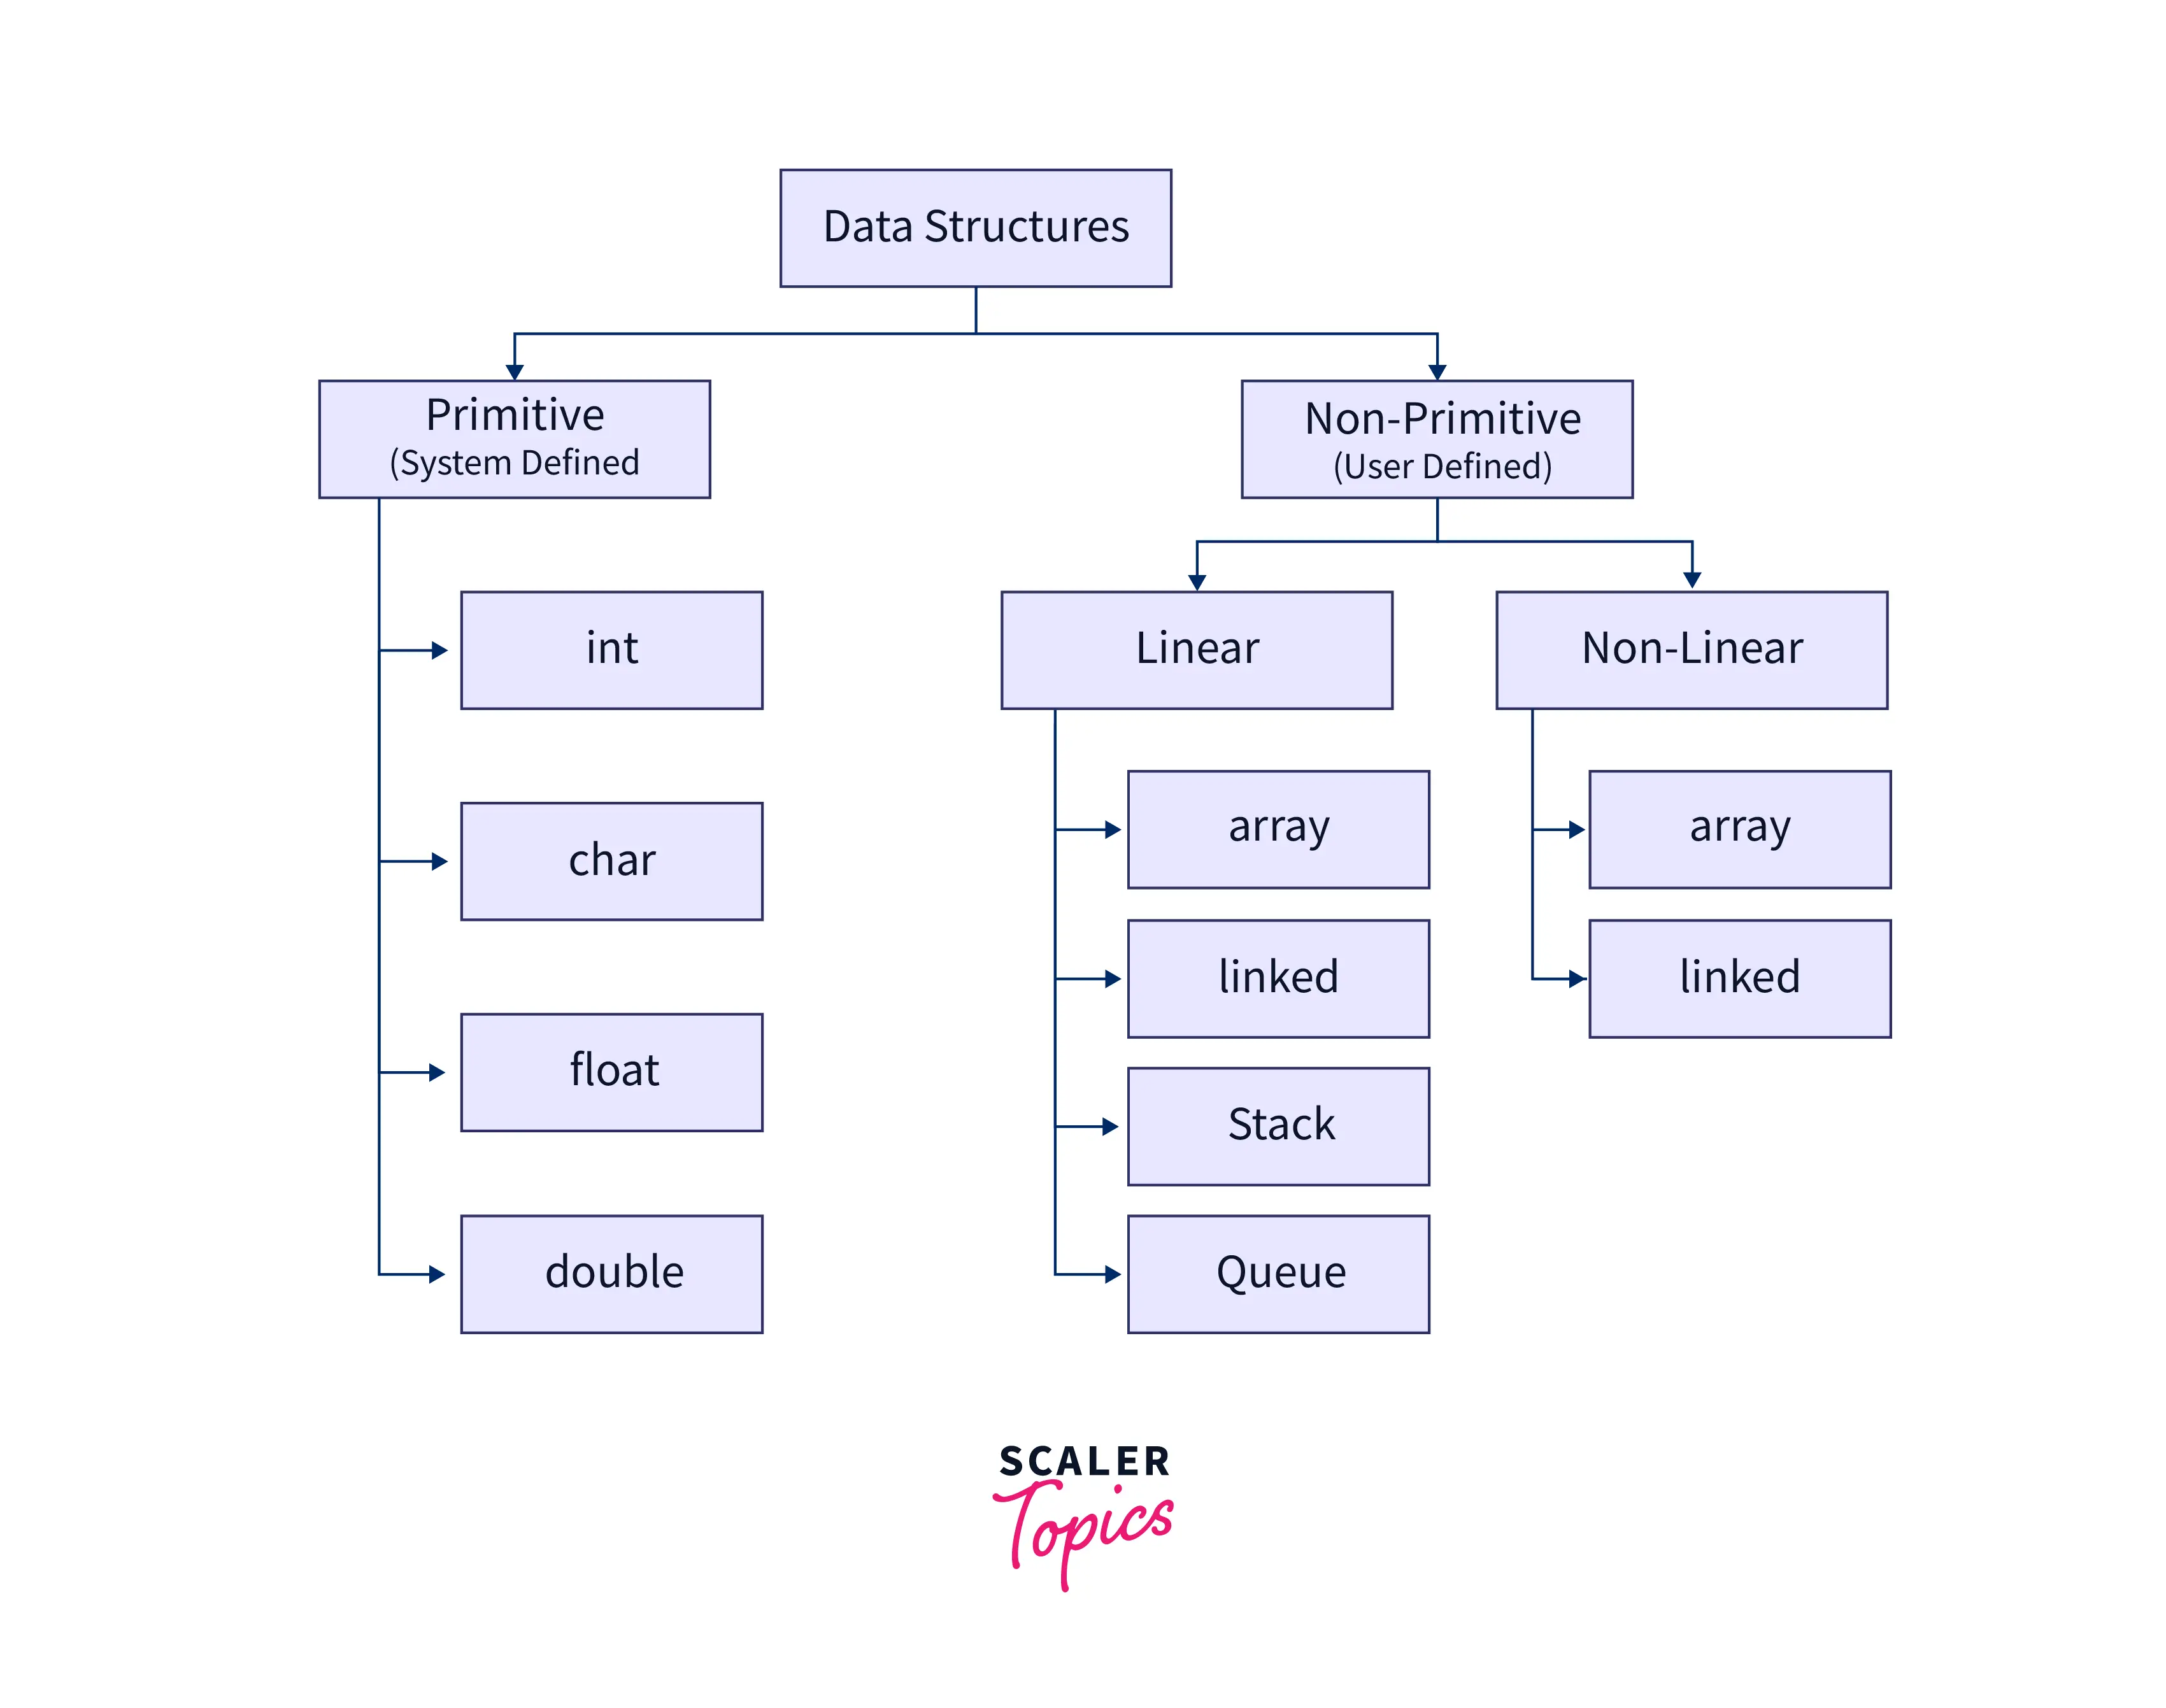 Data Structures
Primitive
(System Defined
Non-Primitive
(User Defined)
int
Linear
Non-Linear
array
array
char
linked
linked
float
Stack
double
Queue
SCALER
Topics